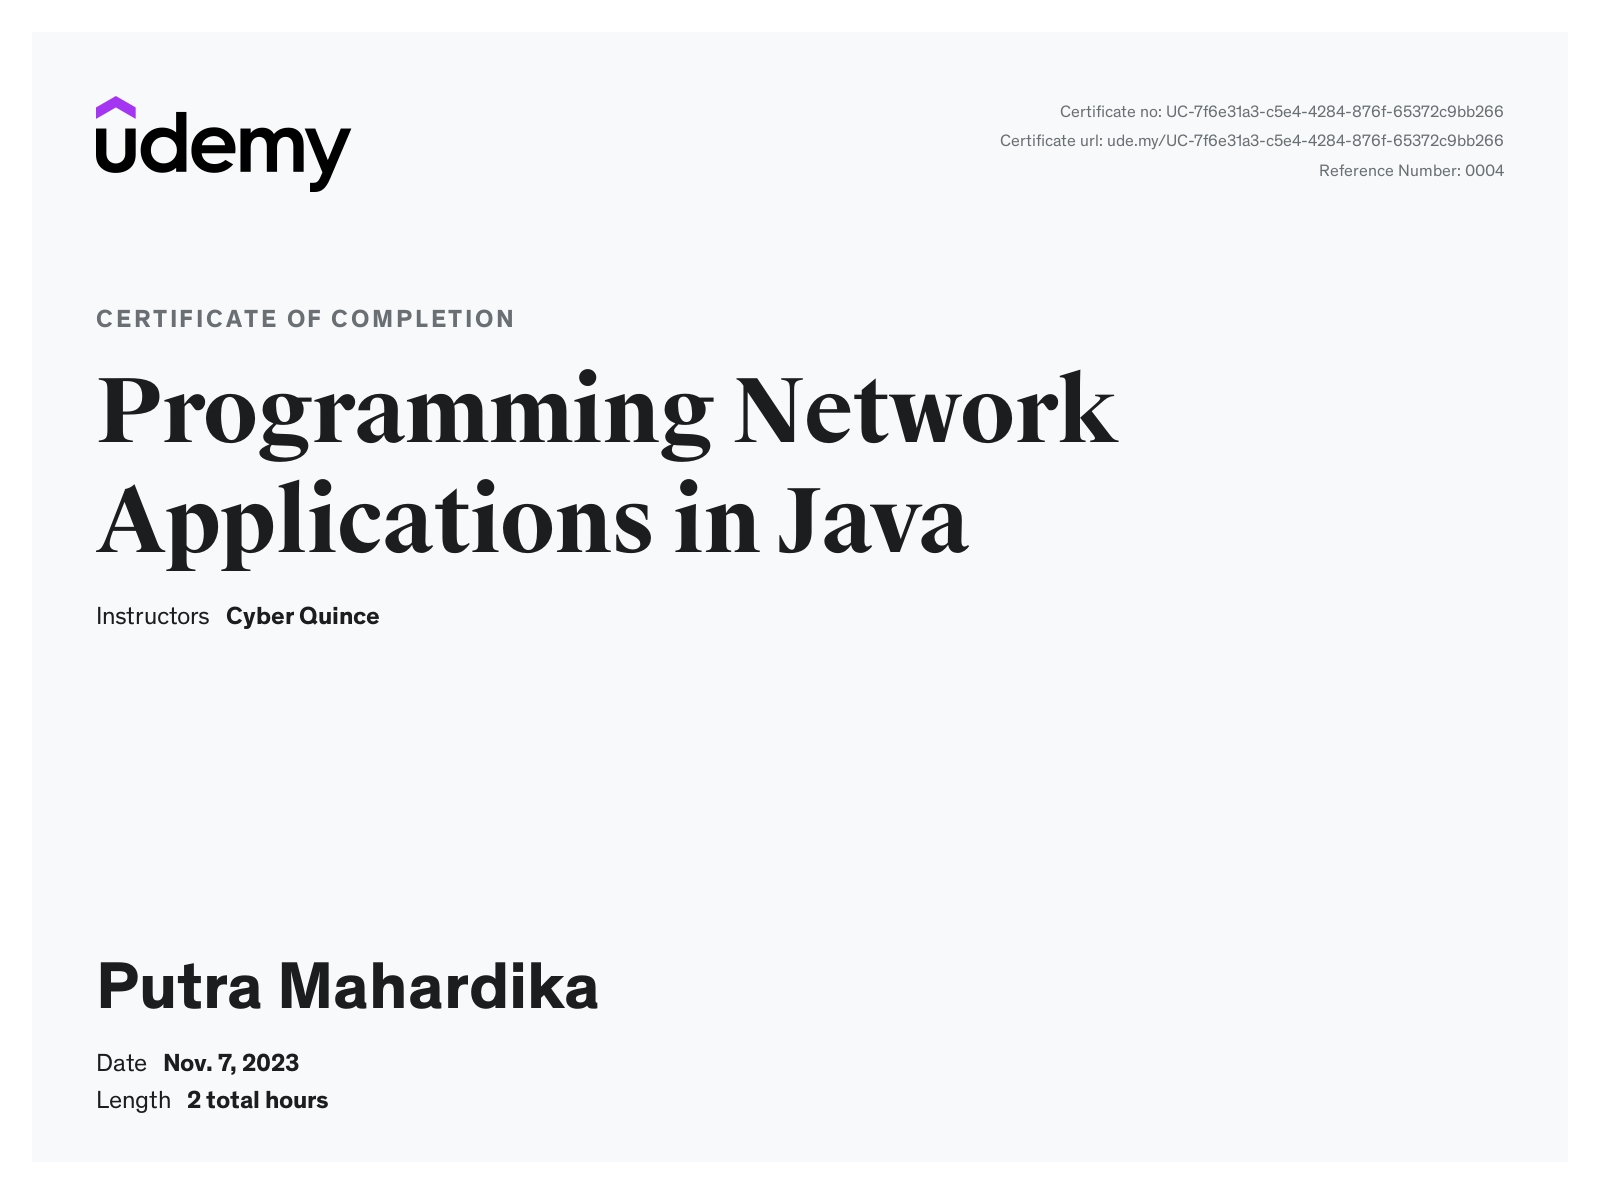 udemy
Certificate no: UC-7f6e31a3-c5e4-4284-876f-65372c9bb266
Certificate url: ude.my/UC-7f6e31a3-c5e4-4284-876f-65372c9bb266
Reference Number: 0004
CERTIFICATE OF COMPLETION
Programming Network
Applications in Java
Instructors Cyber Quince
Putra Mahardika
Date Nov. 7, 2023
Length 2 total hours